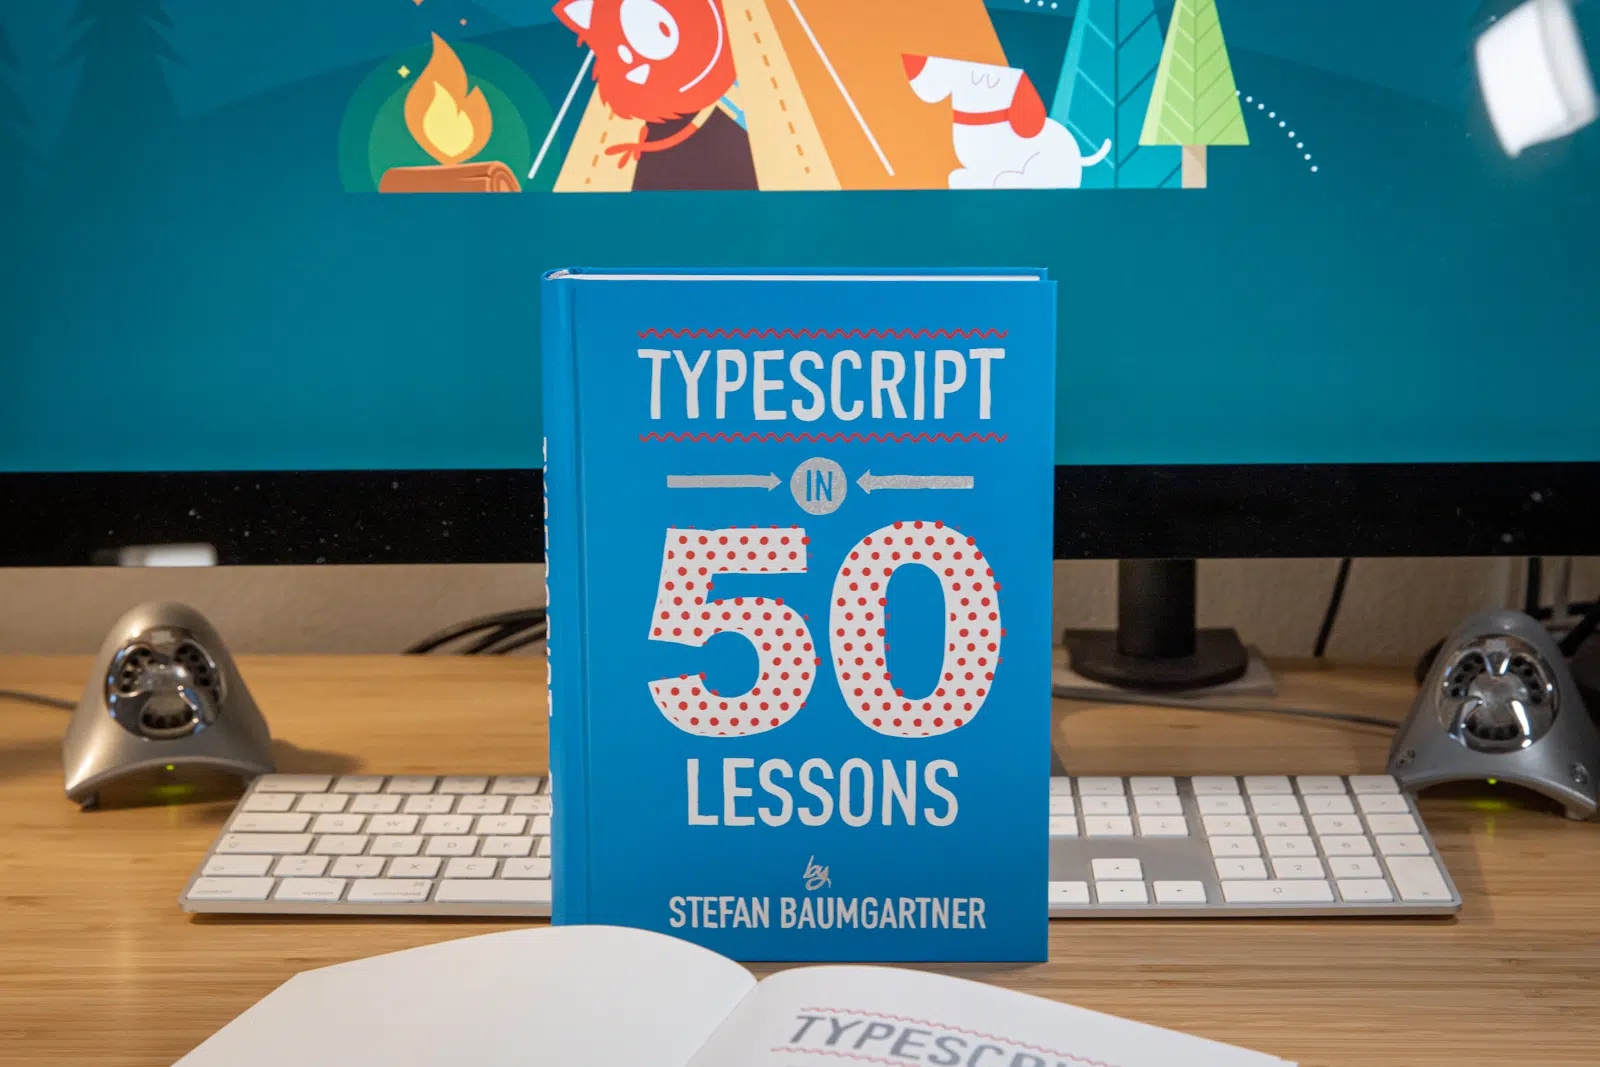 TYPESCRIPT
IN
50
LESSONS
by
STEFAN BAUMGARTNER
TYPESCRI